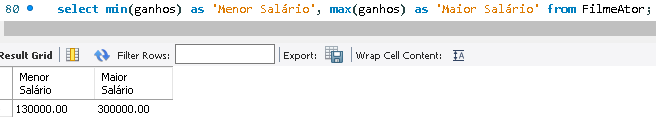 80 select min(ganhos) as 'Menor Salário', max(ganhos) as 'Maior Salário' from FilmeAtor;
Result Grid Filter Rows: Export: Wrap Cell Content: IA
Menor Salário Maior Salário
130000.00 300000.00